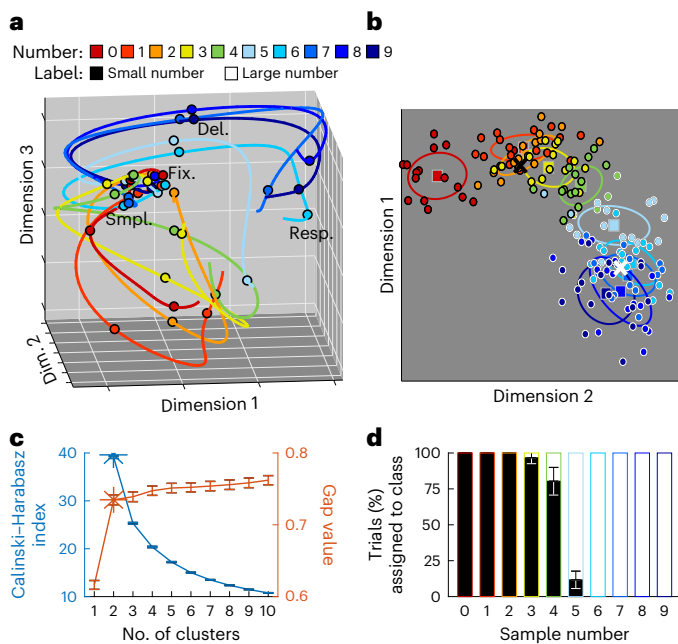 a
Number: 0 1 2 3 4 5 6 7 8 9
Label: Small number Large number
Dimension 3
Dim. 2
Dimension 1
Del.
Fix.
Smpl.
Resp.
b
Dimension 1
Dimension 2
c
Calinski–Harabasz
index
40
30
20
10
0.8
0.7
0.6
Gap value
1 2 3 4 5 6 7 8 9 10
No. of clusters
d
Trials (%)
assigned to class
100
75
50
25
0
0 1 2 3 4 5 6 7 8 9
Sample number